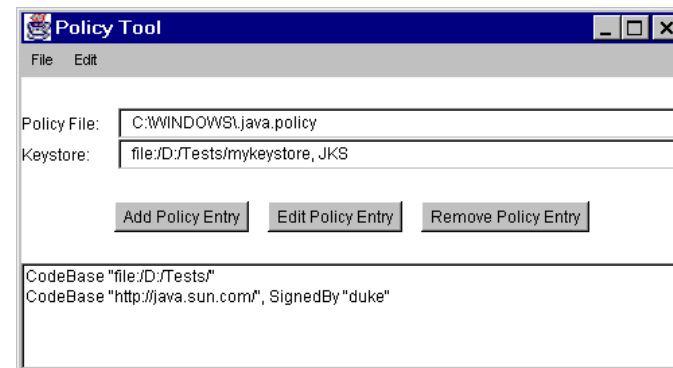 Policy Tool
File Edit
Policy File: C:\WINDOWS\.java.policy
Keystore: file:/D:/Tests/mykeystore, JKS
Add Policy Entry Edit Policy Entry Remove Policy Entry
CodeBase "file:/D:/Tests/"
CodeBase "http://java.sun.com/", SignedBy "duke"